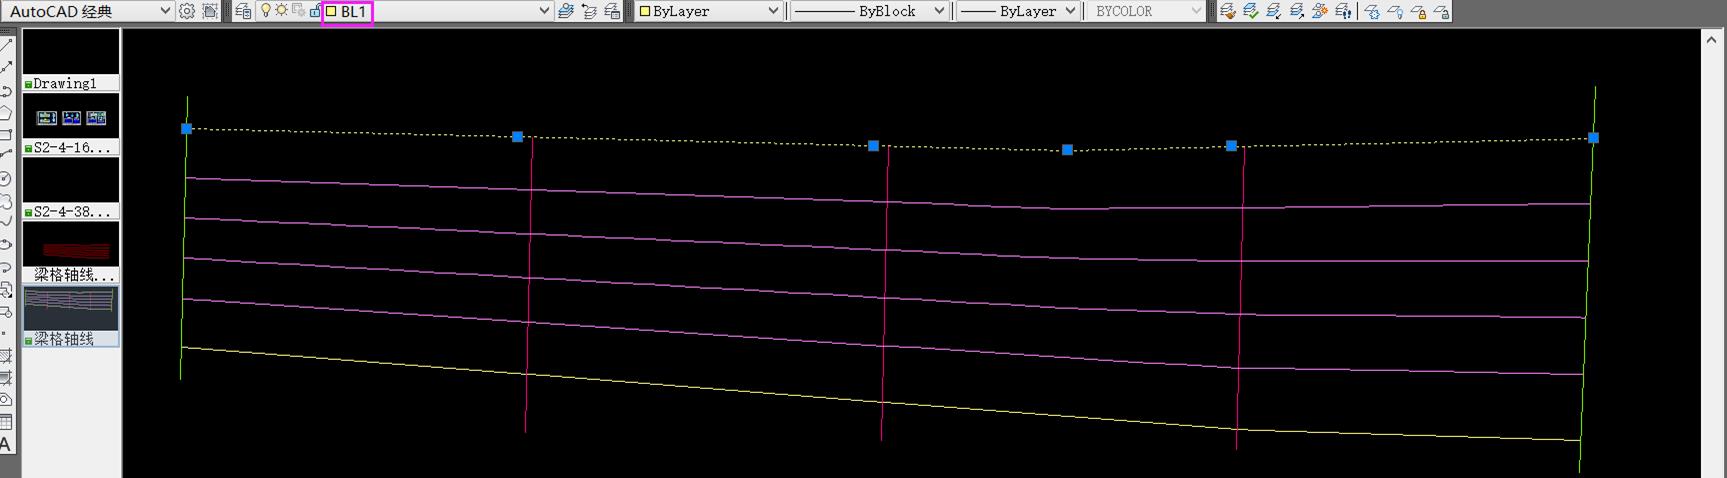 AutoCAD 经典
BL1
ByLayer
ByBlock
ByLayer
BYCOLOR
Drawing1
S2-4-16...
S2-4-38...
梁格轴线...
梁格轴线
A